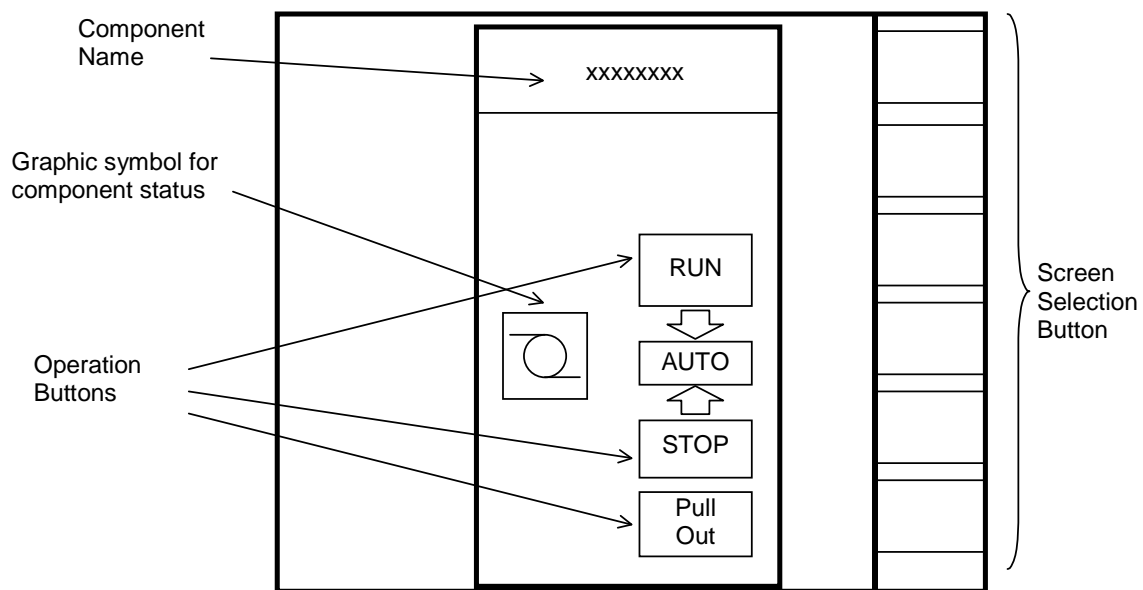 Component
Name
xxxxxxxx
Graphic symbol for
component status
RUN
AUTO
STOP
Pull
Out
Operation
Buttons
Screen
Selection
Button